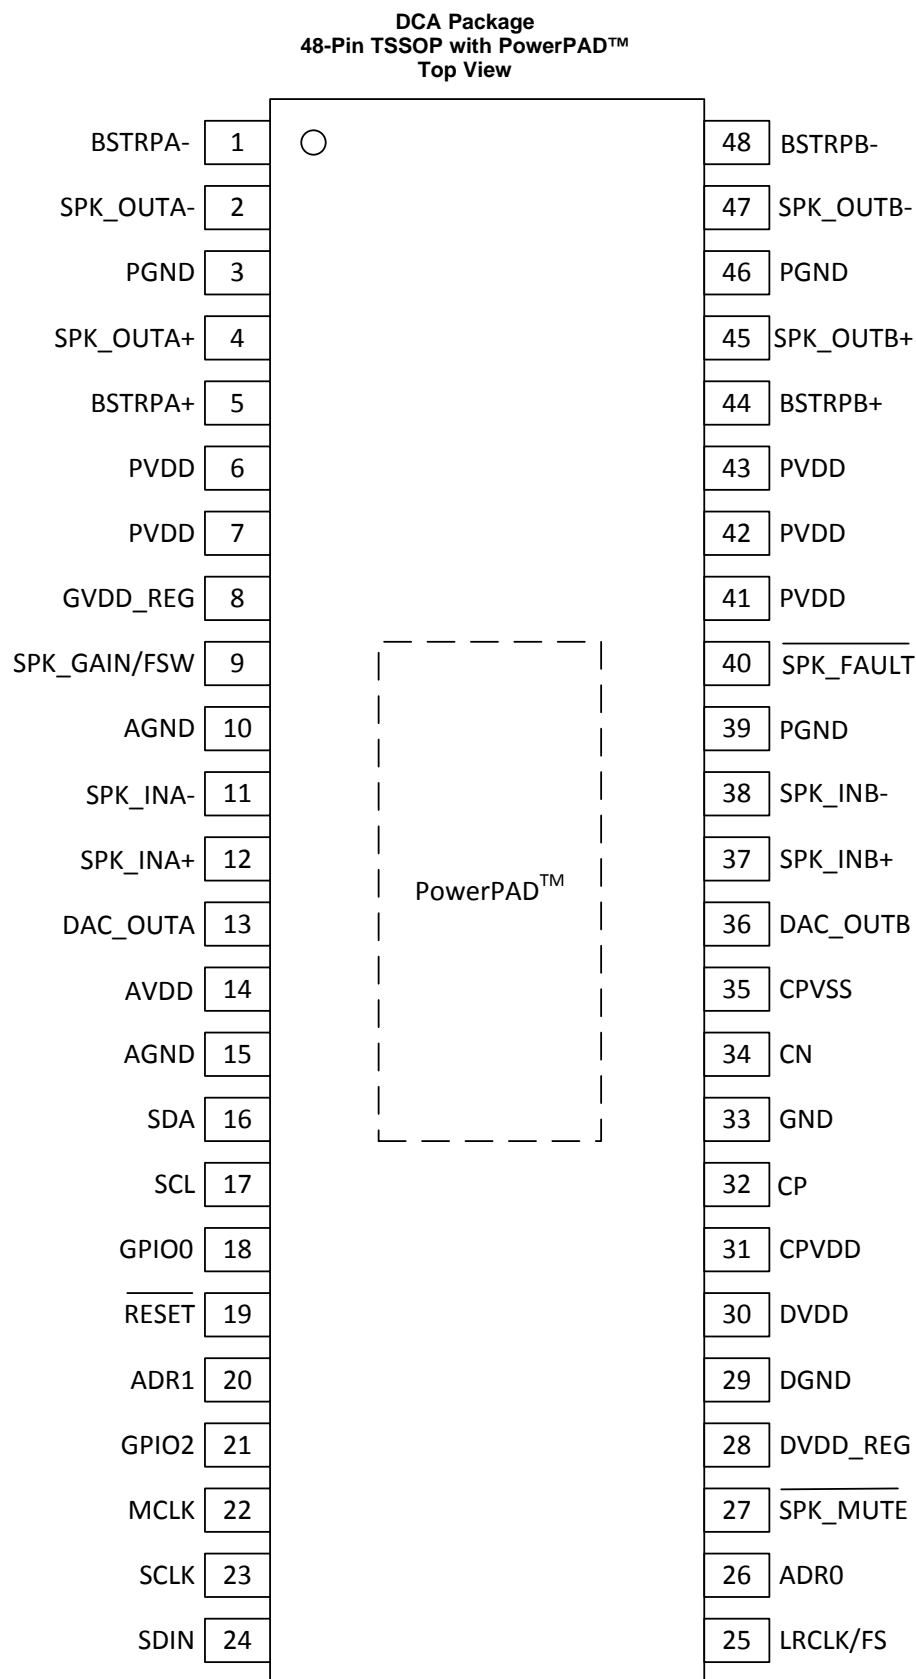 DCA Package
48-Pin TSSOP with PowerPAD™
Top View
BSTRPA- 1 48 BSTRPB-
SPK_OUTA- 2 47 SPK_OUTB-
PGND 3 46 PGND
SPK_OUTA+ 4 45 SPK_OUTB+
BSTRPA+ 5 44 BSTRPB+
PVDD 6 43 PVDD
PVDD 7 42 PVDD
GVDD_REG 8 41 PVDD
SPK_GAIN/FSW 9 40 SPK_FAULT
AGND 10 39 PGND
SPK_INA- 11 38 SPK_INB-
SPK_INA+ 12 37 SPK_INB+
PowerPAD™
DAC_OUTA 13 36 DAC_OUTB
AVDD 14 35 CPVSS
AGND 15 34 CN
SDA 16 33 GND
SCL 17 32 CP
GPIO0 18 31 CPVDD
RESET 19 30 DVDD
ADR1 20 29 DGND
GPIO2 21 28 DVDD_REG
MCLK 22 27 SPK_MUTE
SCLK 23 26 ADR0
SDIN 24 25 LRCLK/FS